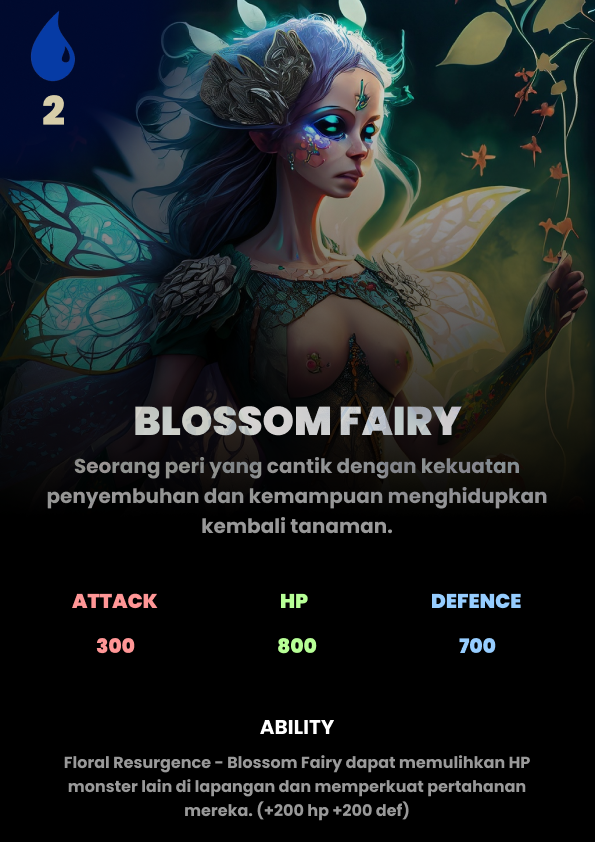 2
BLOSSOM FAIRY
Seorang peri yang cantik dengan kekuatan
penyembuhan dan kemampuan menghidupkan
kembali tanaman.
ATTACK HP DEFENCE
300 800 700
ABILITY
Floral Resurgence - Blossom Fairy dapat memulihkan HP
monster lain di lapangan dan memperkuat pertahanan
mereka. (+200 hp +200 def)